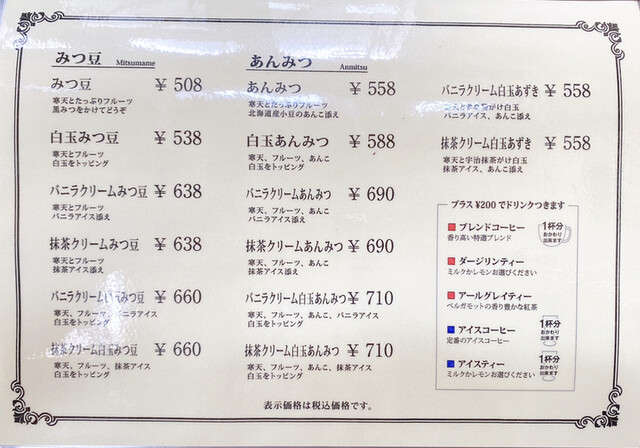 みつ豆 Mitsumame
みつ豆 ¥ 508
寒天とたっぷりフルーツ
黒みつをかけてどうぞ
白玉みつ豆 ¥ 538
寒天とフルーツ
白玉をトッピング
バニラクリームみつ豆 ¥ 638
寒天とフルーツ
バニラアイス添え
抹茶クリームみつ豆 ¥ 638
寒天とフルーツ
抹茶アイス添え
バニラクリーム白玉みつ豆 ¥ 660
寒天、フルーツ、バニラアイス
白玉をトッピング
抹茶クリーム白玉みつ豆 ¥ 660
寒天、フルーツ、抹茶アイス
白玉をトッピング
あんみつ Anmitsu
あんみつ ¥ 558
寒天とたっぷりフルーツ
北海道産小豆のあんこ添え
白玉あんみつ ¥ 588
寒天、フルーツ、あんこ
白玉をトッピング
バニラクリームあんみつ ¥ 690
寒天、フルーツ、あんこ
バニラアイス添え
抹茶クリームあんみつ ¥ 690
寒天、フルーツ、あんこ
抹茶アイス添え
バニラクリーム白玉あんみつ ¥ 710
寒天、フルーツ、あんこ、バニラアイス
白玉をトッピング
抹茶クリーム白玉あんみつ ¥ 710
寒天、フルーツ、あんこ、抹茶アイス
白玉をトッピング
バニラクリーム白玉あずき ¥ 558
寒天と がけ白玉
バニラアイス、あんこ添え
抹茶クリーム白玉あずき ¥ 558
寒天と宇治抹茶がけ白玉
抹茶アイス、あんこ添え
プラス ¥200 でドリンクつきます
ブレンドコーヒー
香り高い特選ブレンド
1杯分
おかわり
出来ます
ダージリンティー
ミルクかレモンお選びください
アールグレイティー
ベルガモットの香り豊かな紅茶
アイスコーヒー
定番のアイスコーヒー
1杯分
おかわり
出来ます
アイスティー
ミルクかレモンお選びください
1杯分
おかわり
出来ます
表示価格は税込価格です。